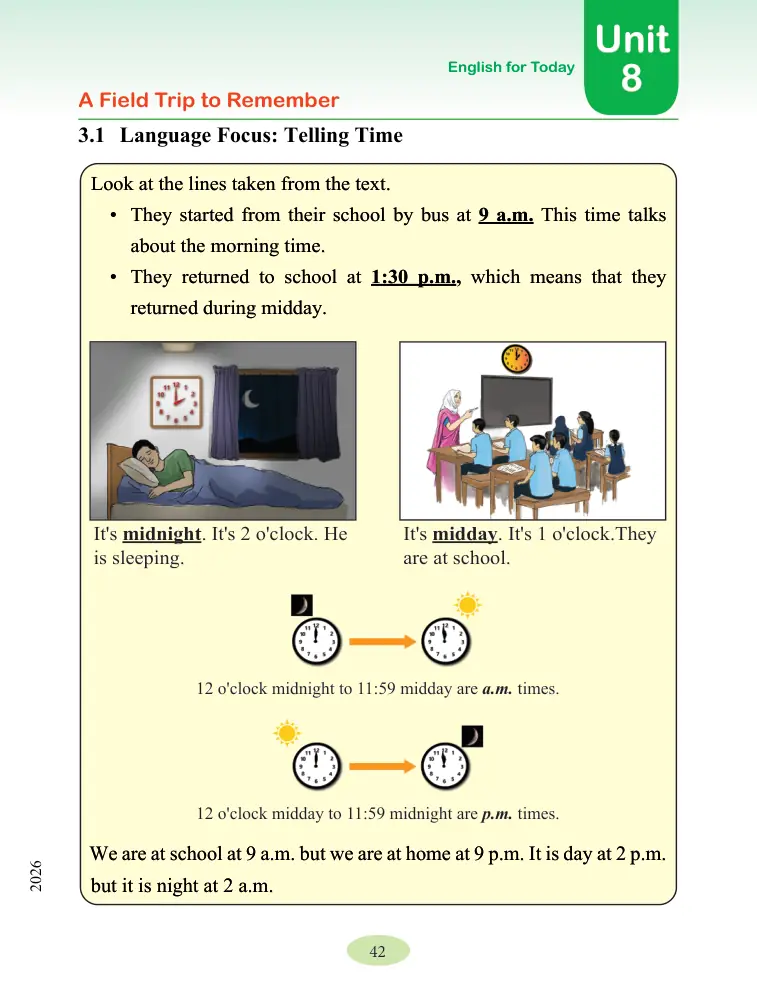 Unit
8
English for Today
A Field Trip to Remember
3.1 Language Focus: Telling Time
Look at the lines taken from the text.
• They started from their school by bus at 9 a.m. This time talks
about the morning time.
• They returned to school at 1:30 p.m., which means that they
returned during midday.
It's midnight. It's 2 o'clock. He
is sleeping.
It's midday. It's 1 o'clock.They
are at school.
12 o'clock midnight to 11:59 midday are a.m. times.
12 o'clock midday to 11:59 midnight are p.m. times.
We are at school at 9 a.m. but we are at home at 9 p.m. It is day at 2 p.m.
but it is night at 2 a.m.
2026
42